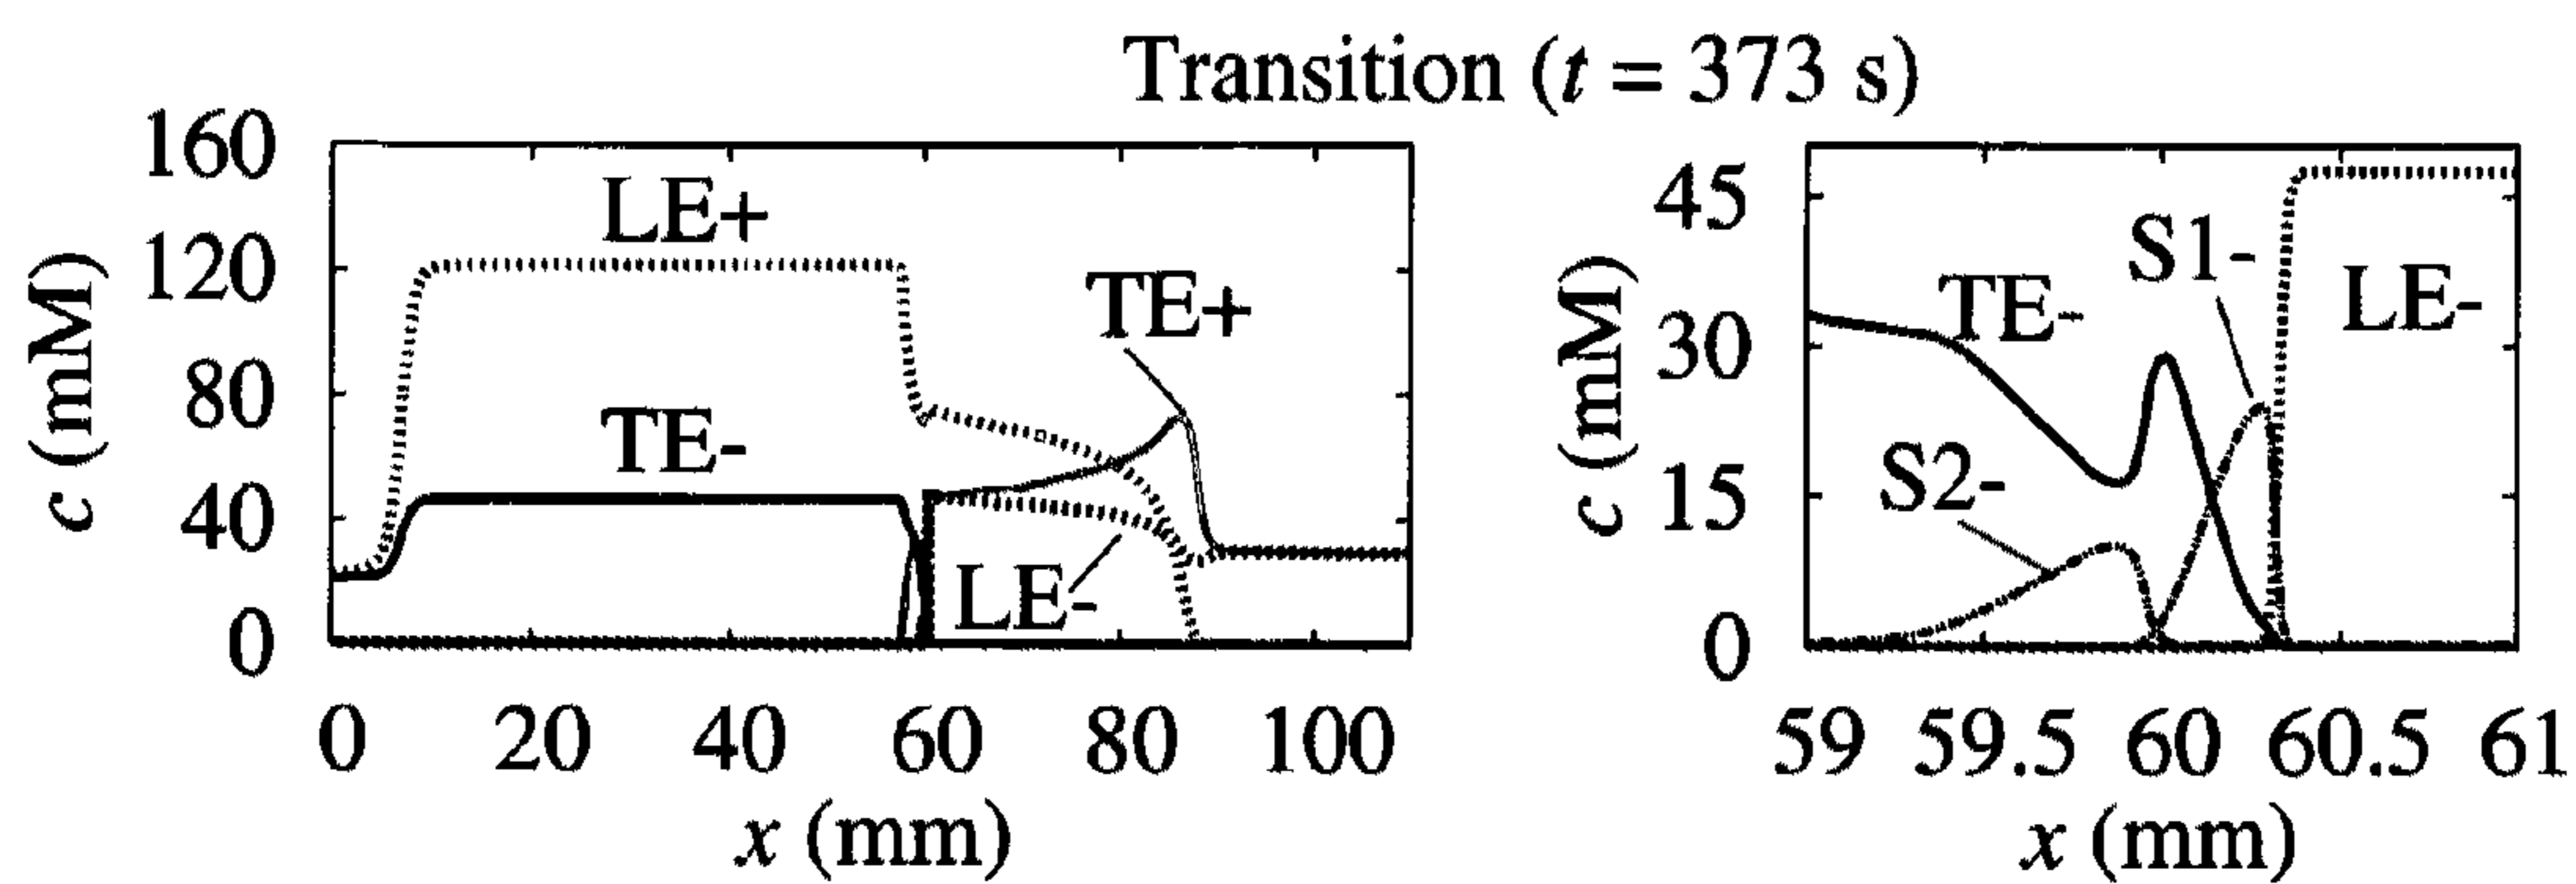 Transition (t = 373 s)
160
120
80
40
0
c (mM)
LE+
TE-
TE+
LE-
0 20 40 60 80 100
x (mm)
45
30
15
0
c (mM)
TE-
S1-
LE-
S2-
59 59.5 60 60.5 61
x (mm)